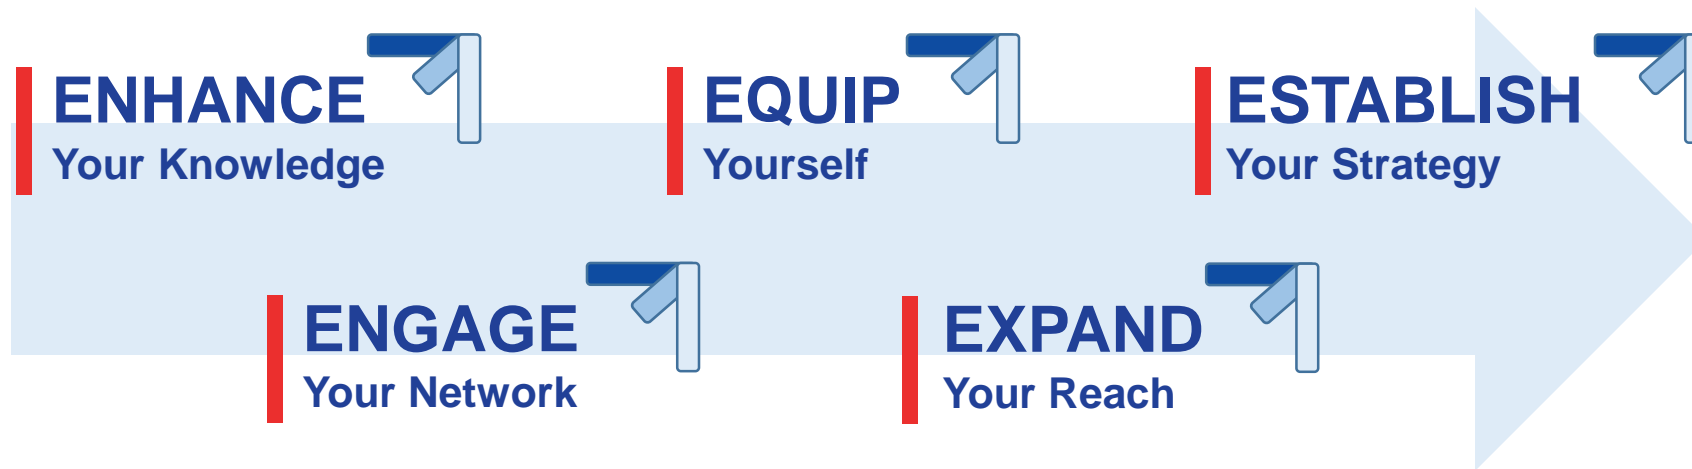 ENHANCE
Your Knowledge
EQUIP
Yourself
ESTABLISH
Your Strategy
ENGAGE
Your Network
EXPAND
Your Reach